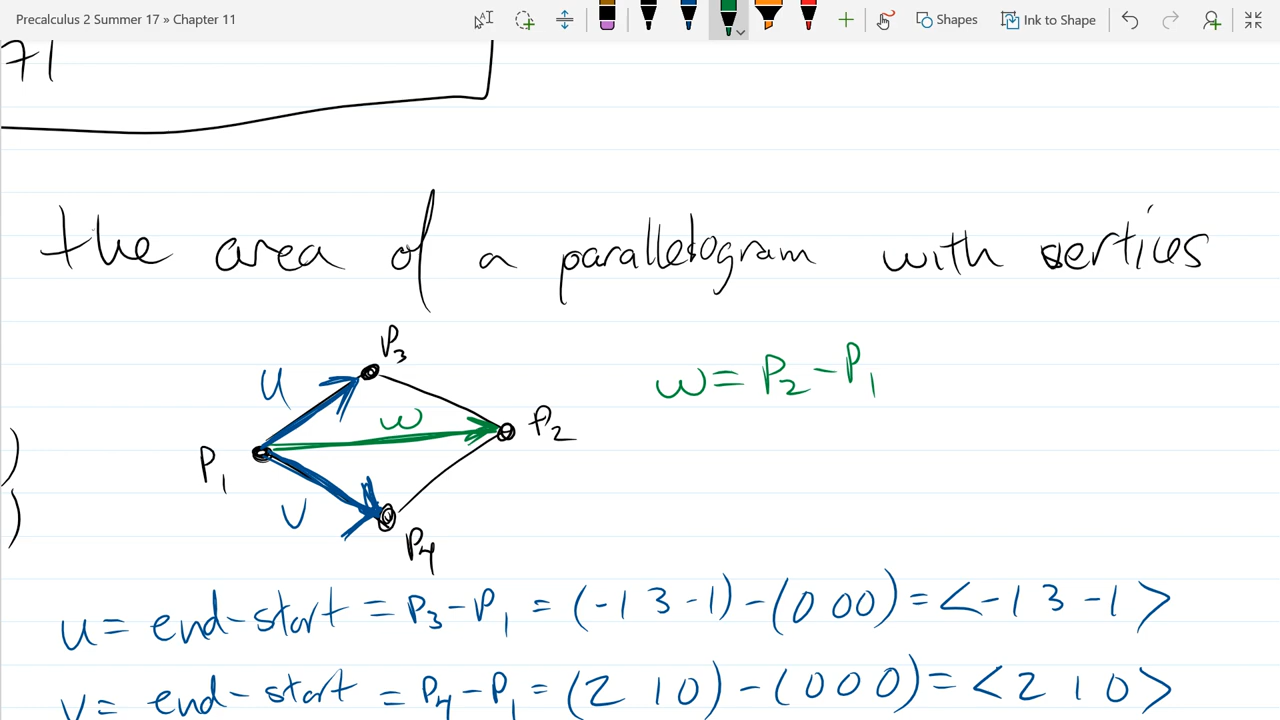 Precalculus 2 Summer 17 » Chapter 11
Shapes
Ink to Shape
71
the area of a parallelogram with vertices
P3
u
w = P2 - P1
w
P2
P1
)
v
)
P4
u = end-start = P3 - P1 = (-1 3 -1) - (0 0 0) = <-1 3 -1>
v = end-start = P4 - P1 = (2 1 0) - (0 0 0) = <2 1 0>